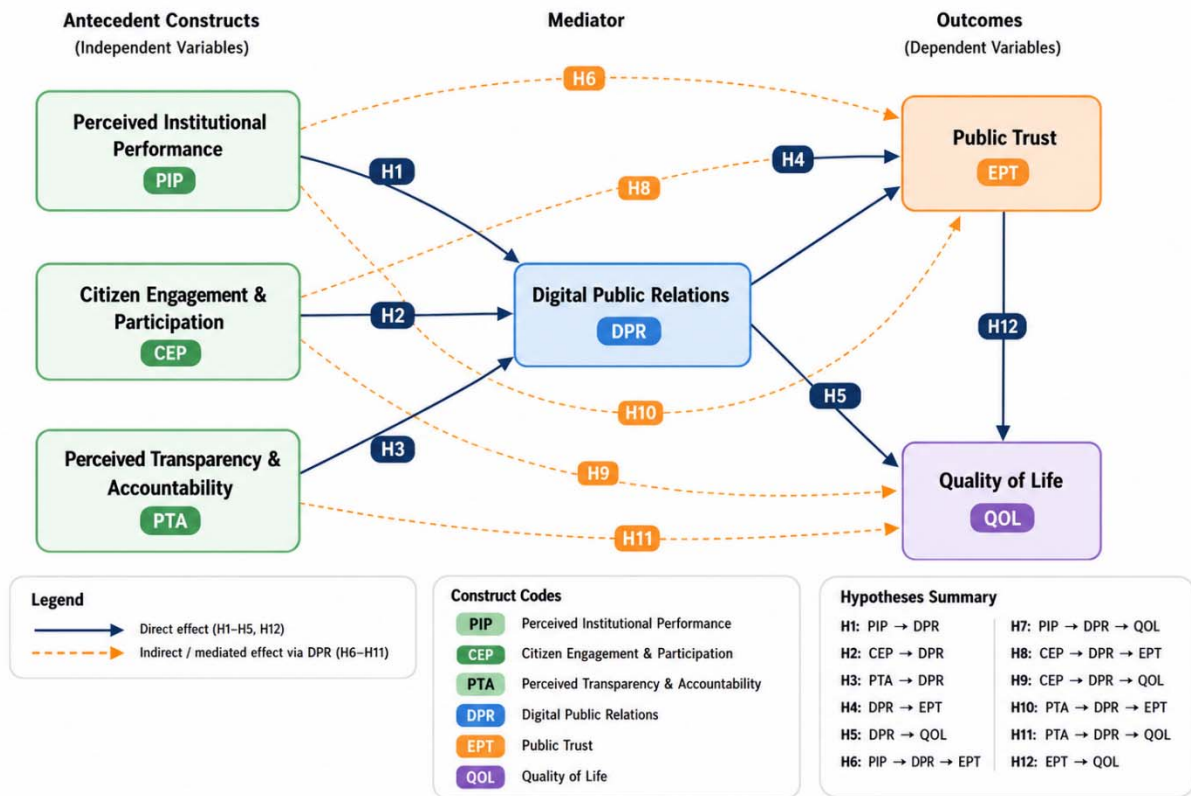 Antecedent Constructs
(Independent Variables)
Mediator
Outcomes
(Dependent Variables)
Perceived Institutional
Performance
PIP
Citizen Engagement &
Participation
CEP
Perceived Transparency &
Accountability
PTA
H6
H1
H8
H4
H2
H3
H10
H9
H11
Digital Public Relations
DPR
H5
Public Trust
EPT
H12
Quality of Life
QOL
Legend
Direct effect (H1–H5, H12)
Indirect / mediated effect via DPR (H6–H11)
Construct Codes
PIP Perceived Institutional Performance
CEP Citizen Engagement & Participation
PTA Perceived Transparency & Accountability
DPR Digital Public Relations
EPT Public Trust
QOL Quality of Life
Hypotheses Summary
H1: PIP → DPR
H2: CEP → DPR
H3: PTA → DPR
H4: DPR → EPT
H5: DPR → QOL
H6: PIP → DPR → EPT
H7: PIP → DPR → QOL
H8: CEP → DPR → EPT
H9: CEP → DPR → QOL
H10: PTA → DPR → EPT
H11: PTA → DPR → QOL
H12: EPT → QOL